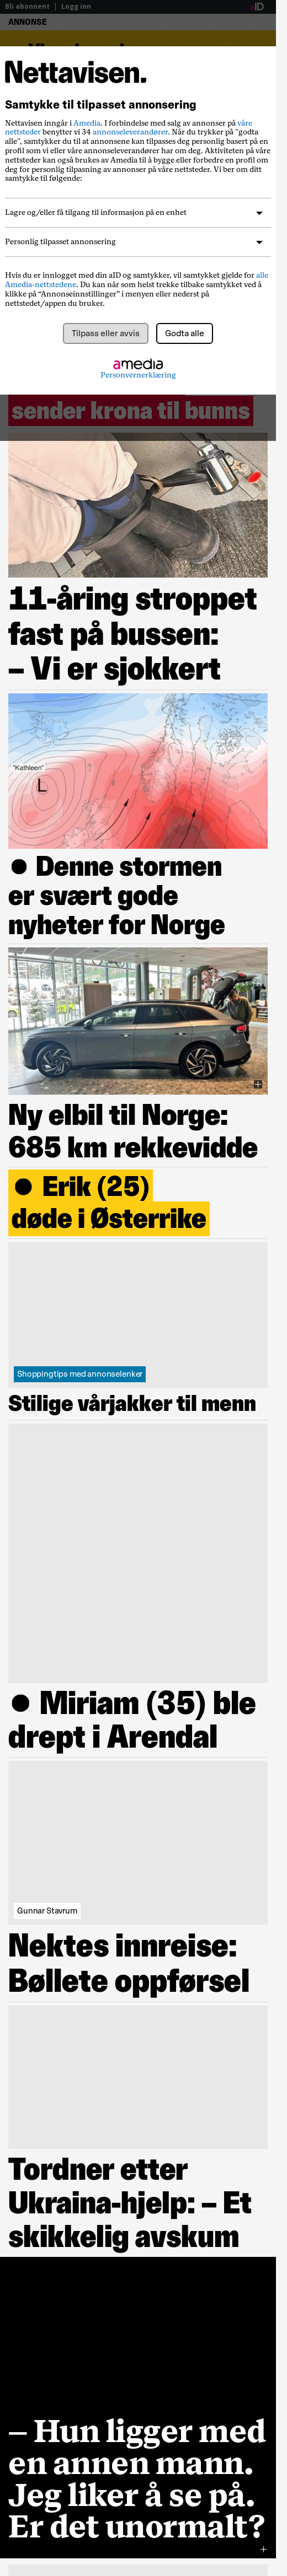 Bli abonnent | Logg inn
aID
ANNONSE
Nettavisen.
Samtykke til tilpasset annonsering
Nettavisen inngår i Amedia. I forbindelse med salg av annonser på våre
nettsteder benytter vi 34 annonseleverandører. Når du trykker på "godta
alle", samtykker du til at annonsene kan tilpasses deg personlig basert på en
profil som vi eller våre annonseleverandører har om deg. Aktiviteten på våre
nettsteder kan også brukes av Amedia til å bygge eller forbedre en profil om
deg for personlig tilpasning av annonser på våre nettsteder. Vi ber om ditt
samtykke til følgende:
Lagre og/eller få tilgang til informasjon på en enhet
Personlig tilpasset annonsering
Hvis du er innlogget med din aID og samtykker, vil samtykket gjelde for alle
Amedia-nettstedene. Du kan når som helst trekke tilbake samtykket ved å
klikke på “Annonseinnstillinger” i menyen eller nederst på
nettstedet/appen du bruker.
Tilpass eller avvis
Godta alle
amedia
Personvernerklæring
sender krona til bunns
11-åring stroppet
fast på bussen:
– Vi er sjokkert
"Kathleen"
L
● Denne stormen
er svært gode
nyheter for Norge
Ny elbil til Norge:
685 km rekkevidde
● Erik (25)
døde i Østerrike
Shoppingtips med annonselenker
Stilige vårjakker til menn
● Miriam (35) ble
drept i Arendal
Gunnar Stavrum
Nektes innreise:
Bøllete oppførsel
Tordner etter
Ukraina-hjelp: – Et
skikkelig avskum
– Hun ligger med
en annen mann.
Jeg liker å se på.
Er det unormalt?
+